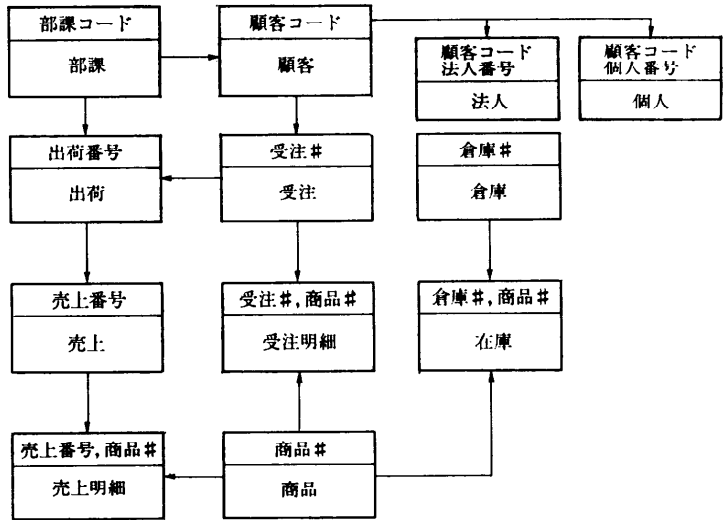 部課コード
部課
顧客コード
顧客
顧客コード
法人番号
法人
顧客コード
個人番号
個人
出荷番号
出荷
受注#
受注
倉庫#
倉庫
売上番号
売上
受注#,商品#
受注明細
倉庫#,商品#
在庫
売上番号,商品#
売上明細
商品#
商品